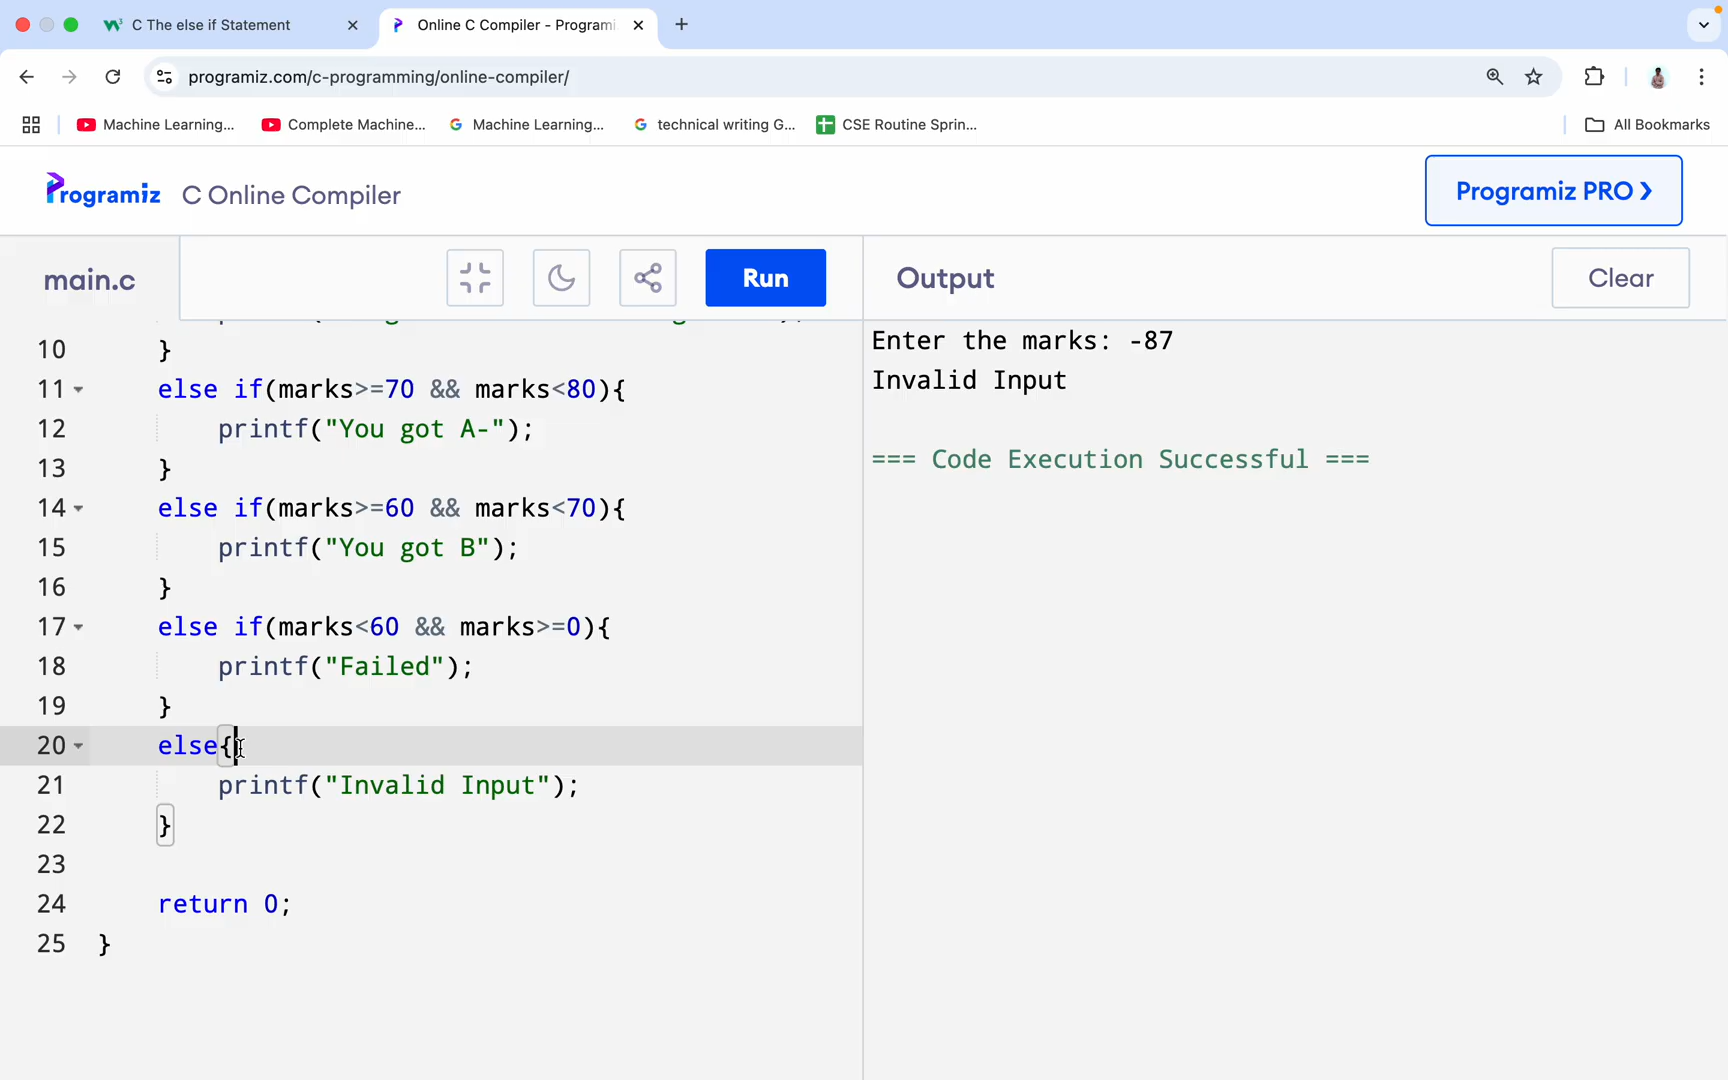 C The else if Statement
Online C Compiler - Programi
programiz.com/c-programming/online-compiler/
Machine Learning...
Complete Machine...
Machine Learning...
technical writing G...
CSE Routine Sprin...
All Bookmarks
Programiz
C Online Compiler
Programiz PRO ❯
main.c
Run
Output
Clear
10 }
11 else if(marks>=70 && marks<80){
12 printf("You got A-");
13 }
14 else if(marks>=60 && marks<70){
15 printf("You got B");
16 }
17 else if(marks<60 && marks>=0){
18 printf("Failed");
19 }
20 else{
21 printf("Invalid Input");
22 }
23
24 return 0;
25 }
Enter the marks: -87
Invalid Input
=== Code Execution Successful ===